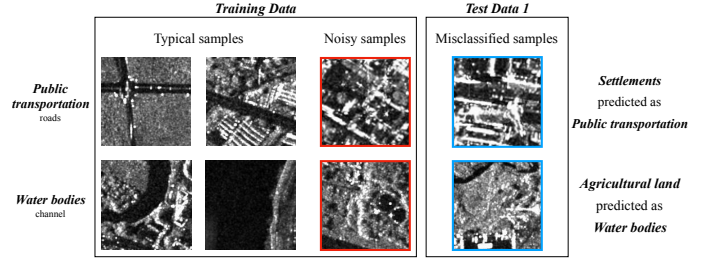 Training Data
Test Data 1
Typical samples
Noisy samples
Misclassified samples
Public
transportation
roads
Settlements
predicted as
Public transportation
Water bodies
channel
Agricultural land
predicted as
Water bodies